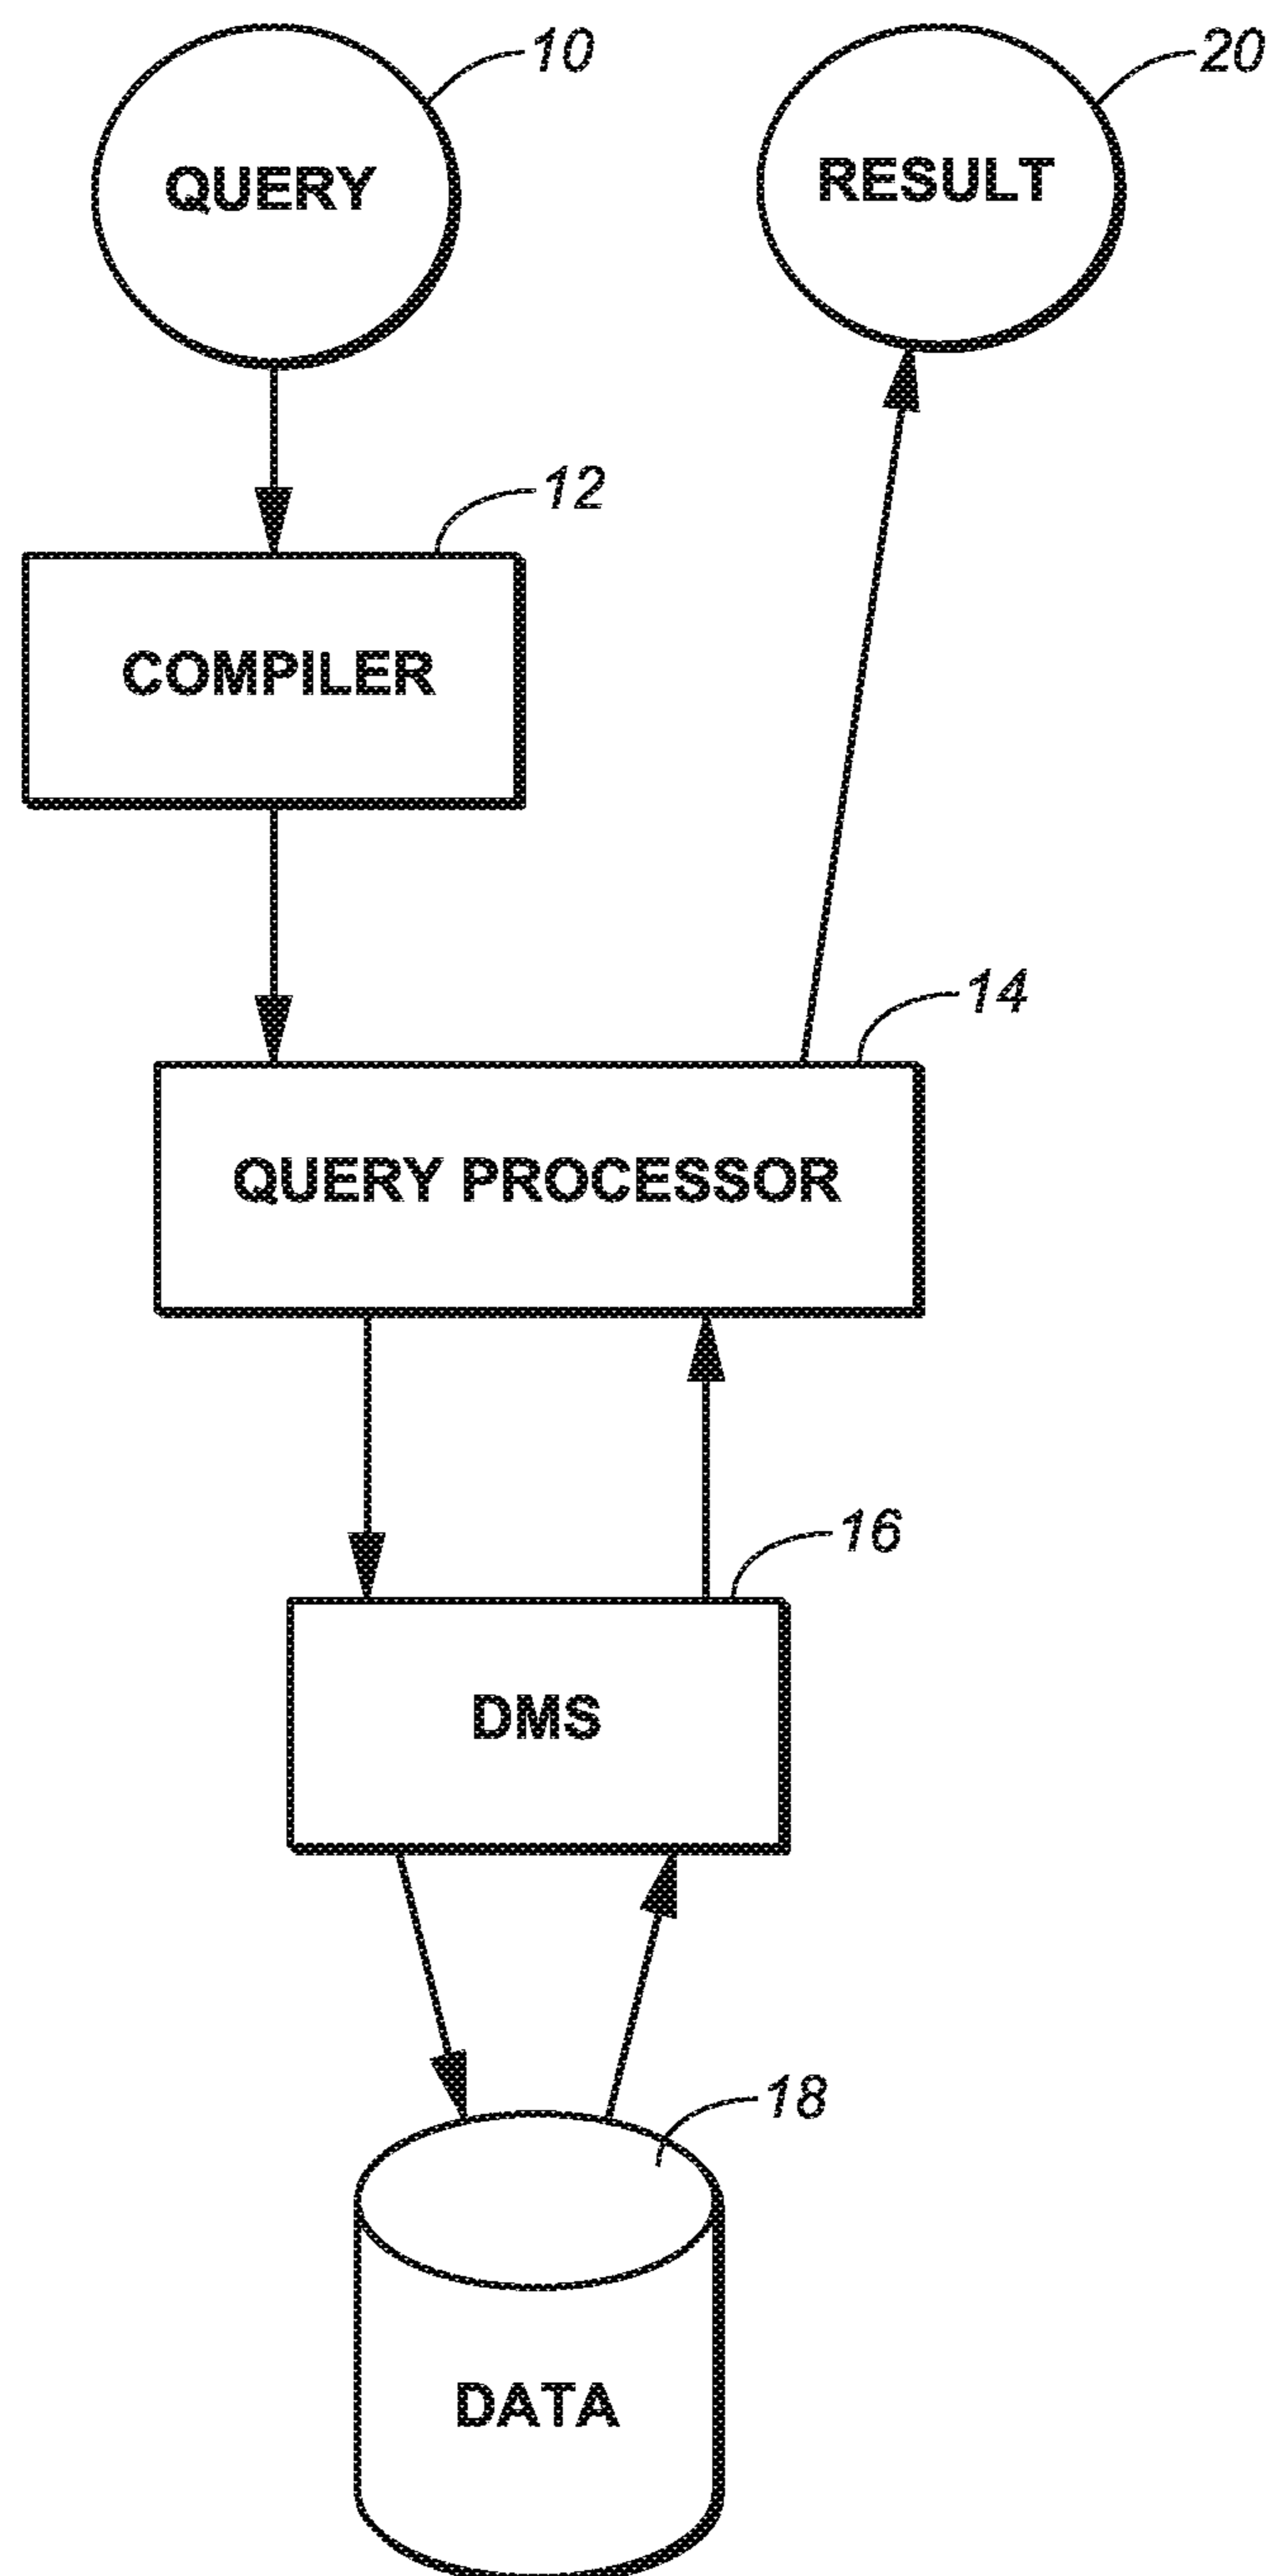 10
20
QUERY
RESULT
12
COMPILER
14
QUERY PROCESSOR
16
DMS
18
DATA